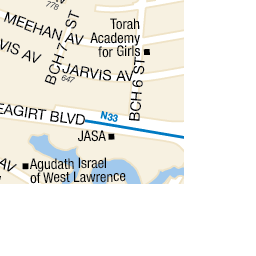 778
MEEHAN AV
Torah
Academy
for Girls
BCH 7 ST
JARVIS AV
647
BCH 6 ST
EAGIRT BLVD
N33
JASA
AV
Agudath Israel
of West Lawrence